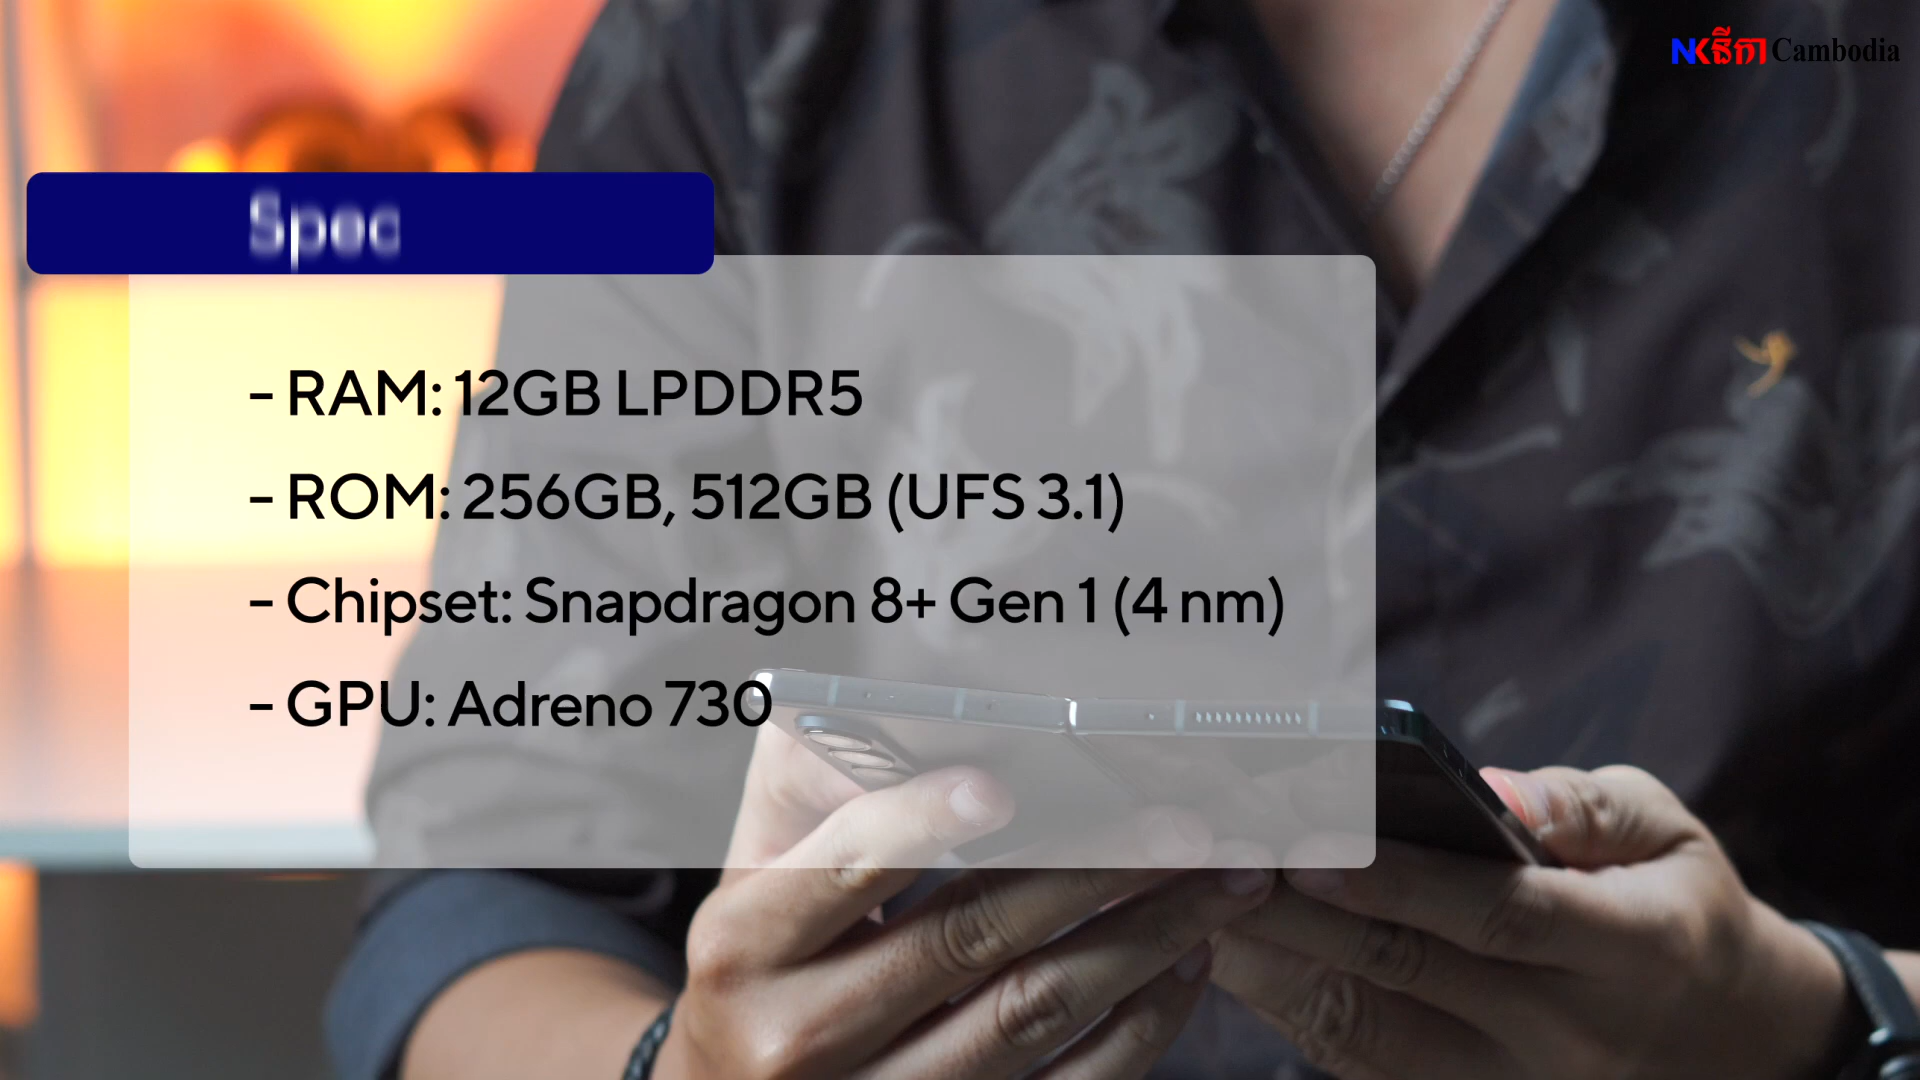 NKឌីកា Cambodia
Spec
- RAM: 12GB LPDDR5
- ROM: 256GB, 512GB (UFS 3.1)
- Chipset: Snapdragon 8+ Gen 1 (4 nm)
- GPU: Adreno 730